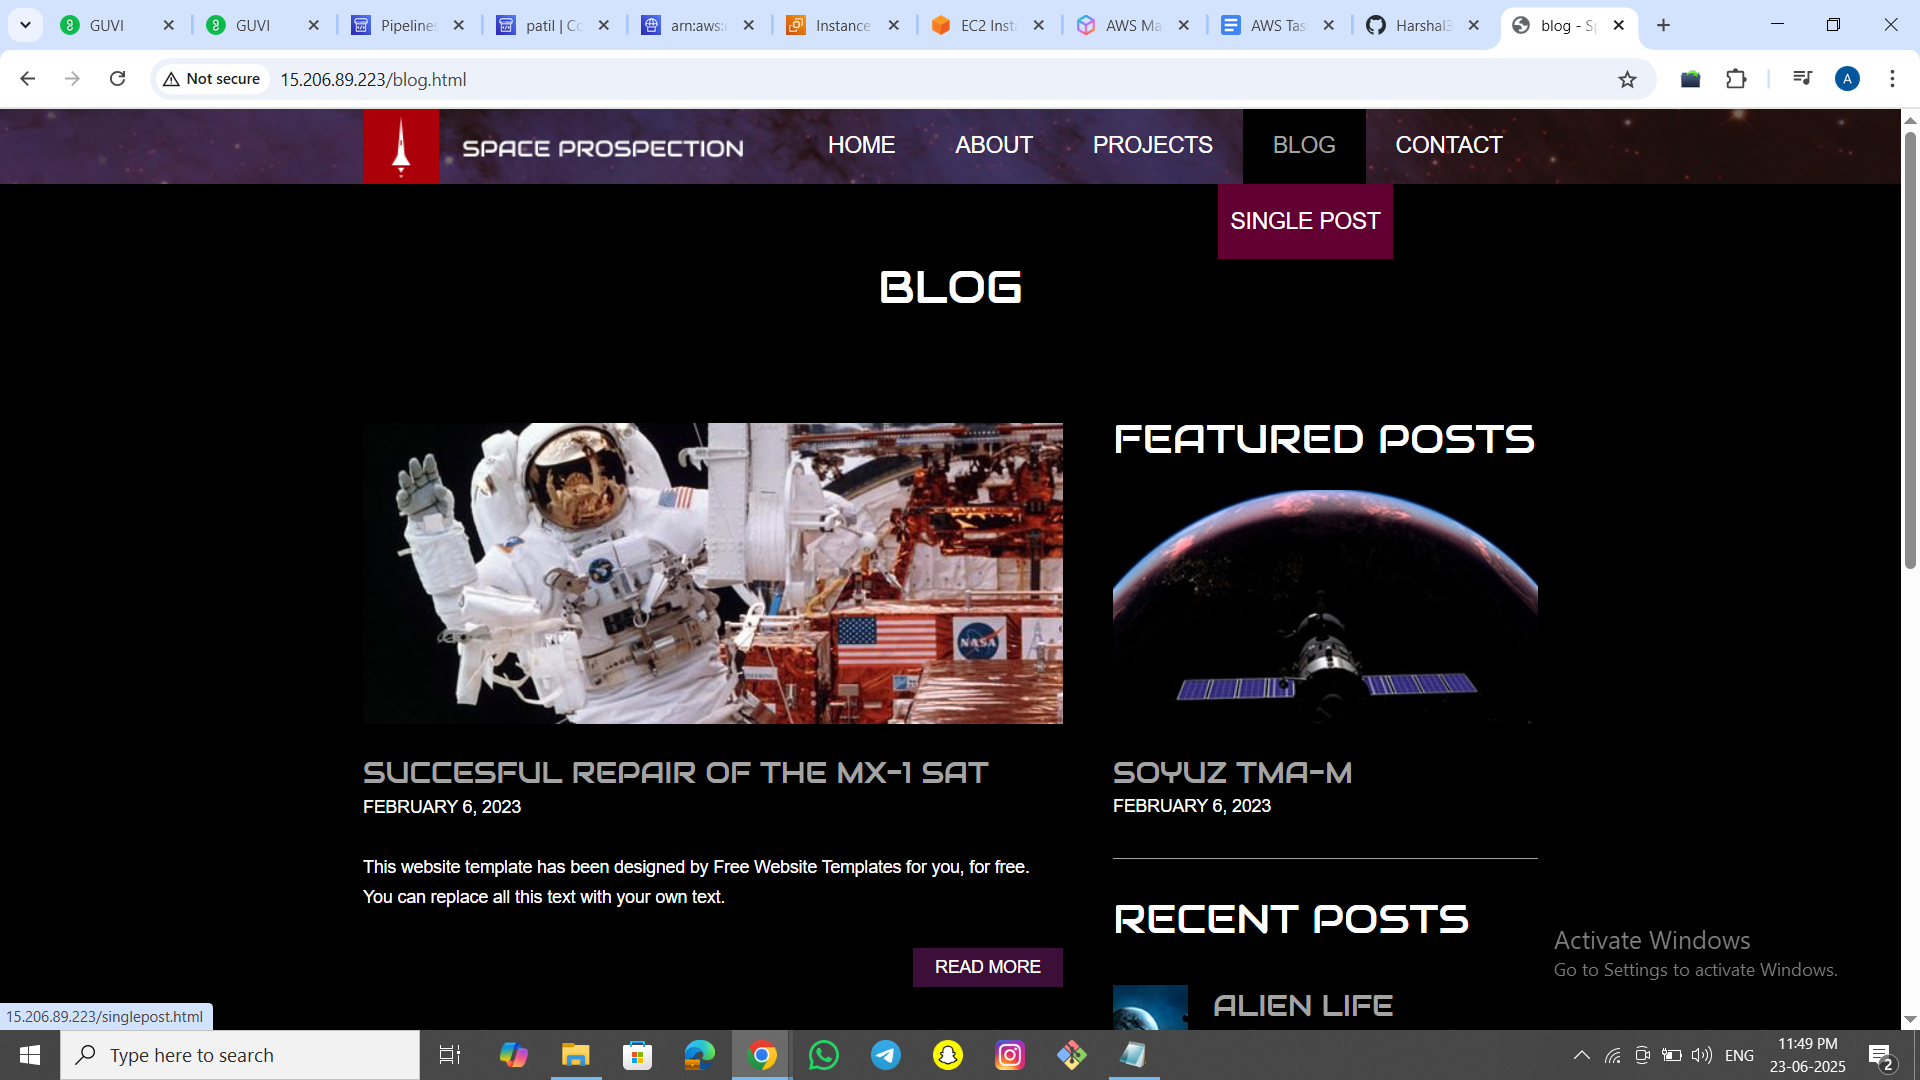 GUVI
GUVI
Pipelines
patil | Co
arn:aws:
Instance
EC2 Inst
AWS Ma
AWS Tas
Harshal3
blog - Sp
Not secure
15.206.89.223/blog.html
A
SPACE PROSPECTION
HOME
ABOUT
PROJECTS
BLOG
CONTACT
SINGLE POST
BLOG
FEATURED POSTS
NASA
SUCCESFUL REPAIR OF THE MX-1 SAT
FEBRUARY 6, 2023
This website template has been designed by Free Website Templates for you, for free.
You can replace all this text with your own text.
READ MORE
SOYUZ TMA-M
FEBRUARY 6, 2023
RECENT POSTS
ALIEN LIFE
Activate Windows
Go to Settings to activate Windows.
15.206.89.223/singlepost.html
Type here to search
ENG
11:49 PM
23-06-2025
2